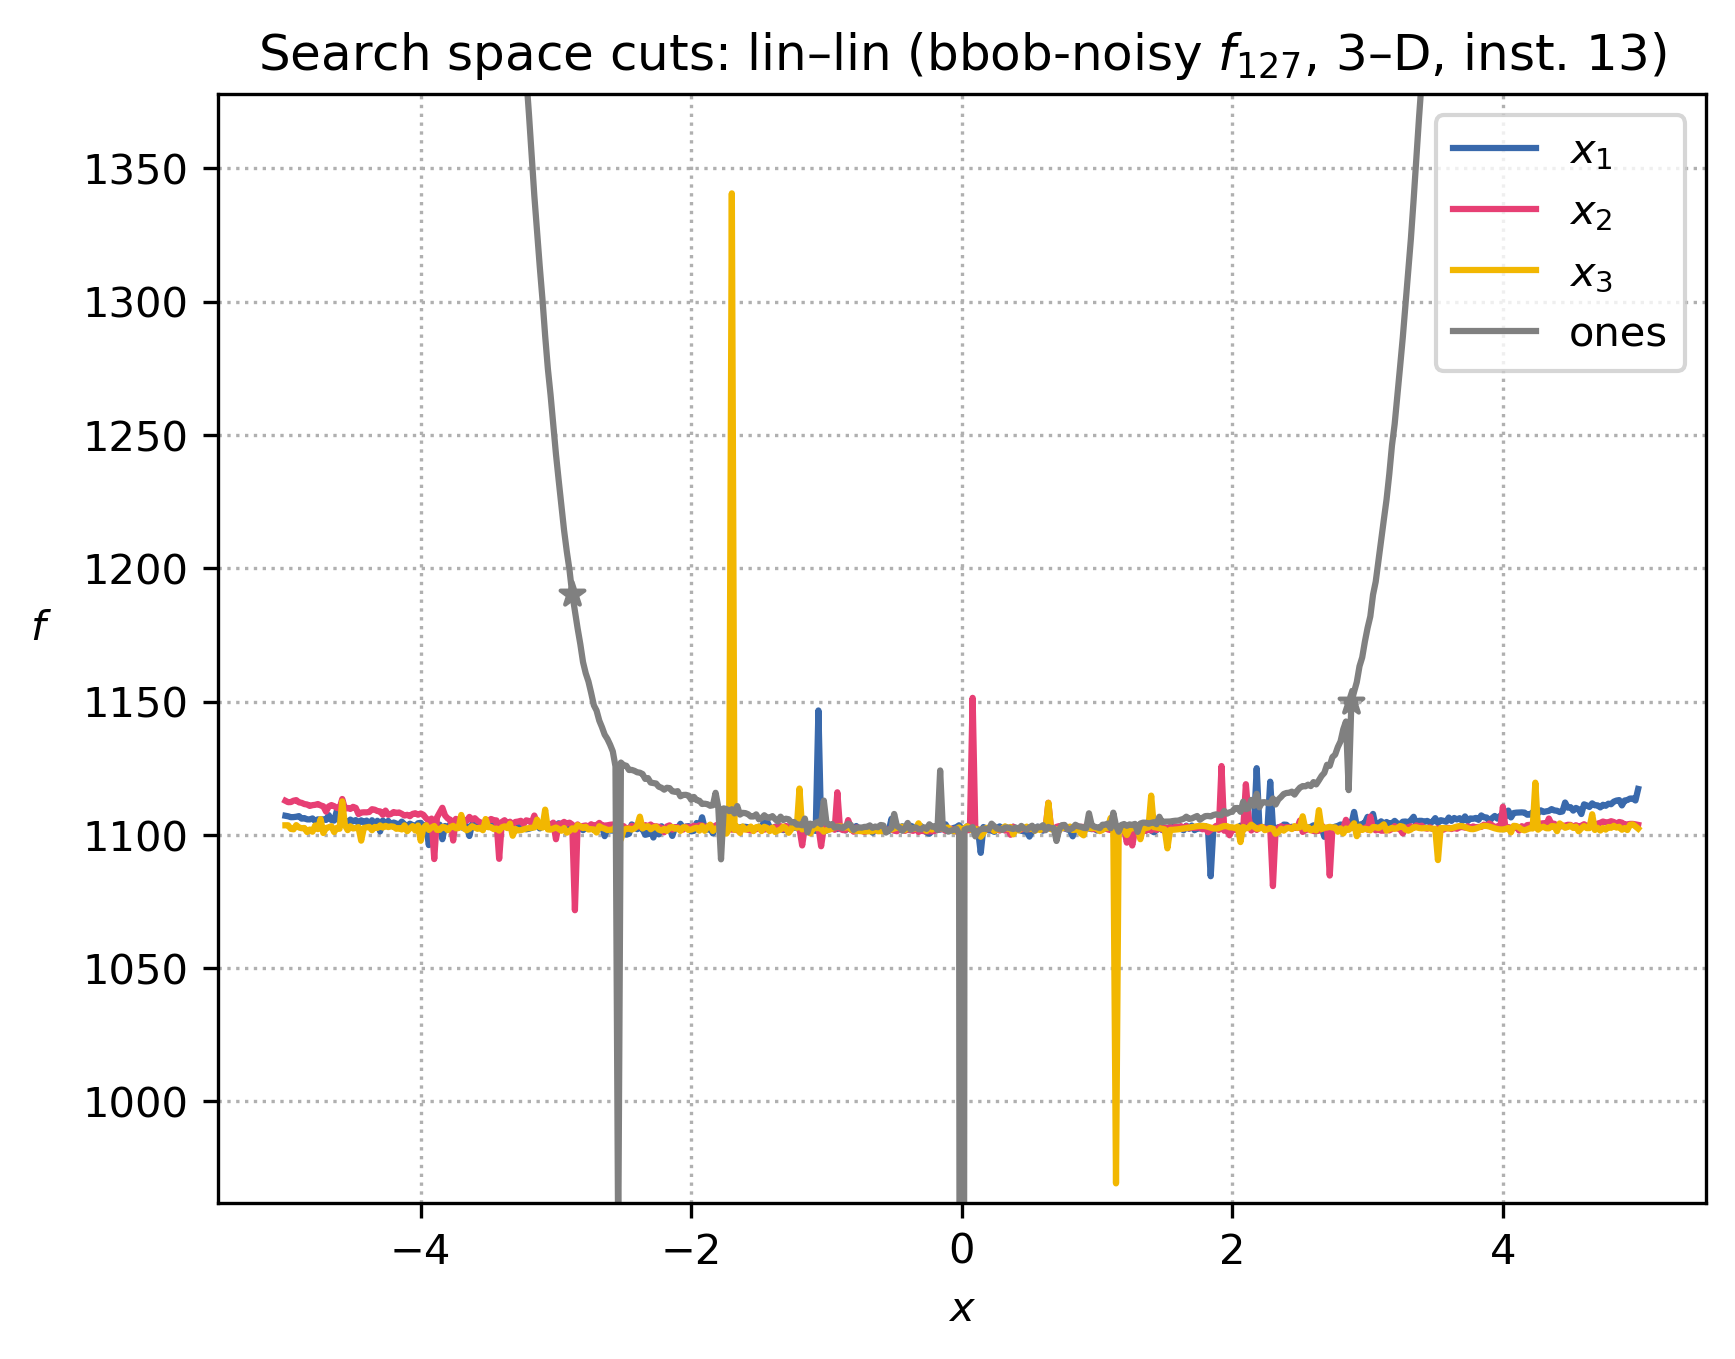 Search space cuts: lin–lin (bbob-noisy f₁₂₇, 3–D, inst. 13)
x₁
x₂
x₃
ones
1350
1300
1250
1200
1150
1100
1050
1000
f
−4
−2
0
2
4
x